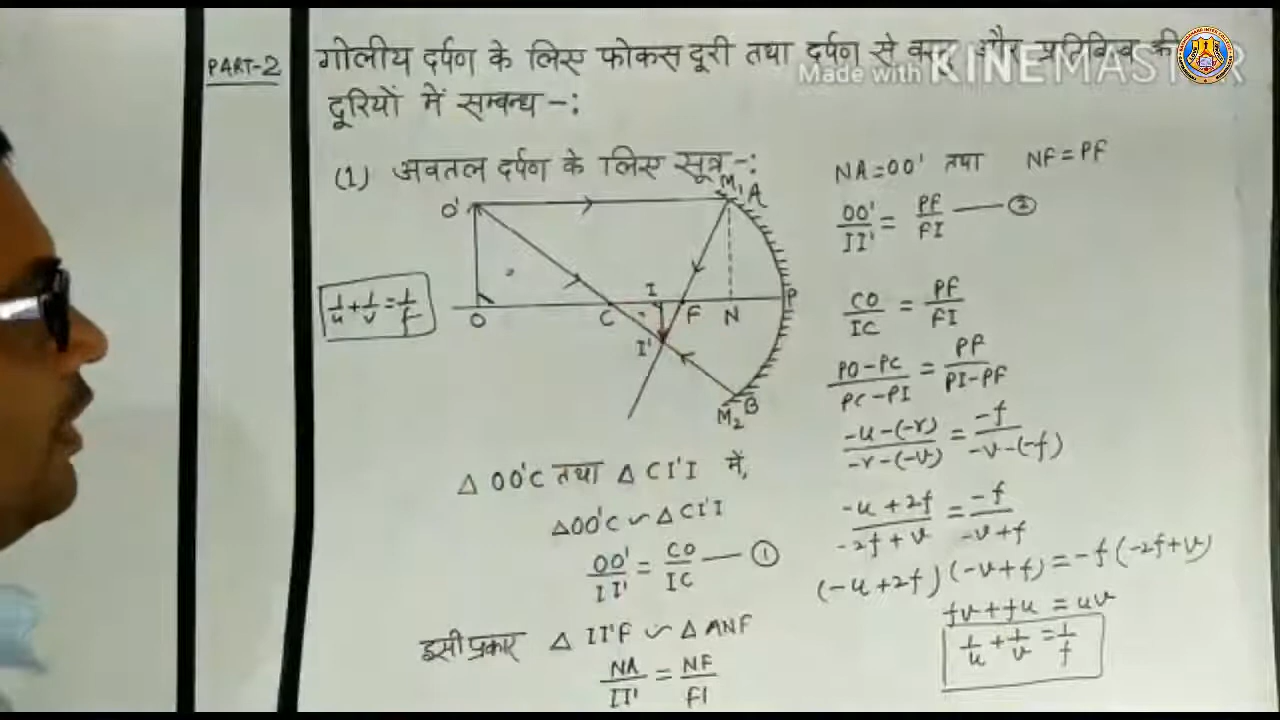 PART-2
गोलीय दर्पण के लिए फोकस दूरी तथा दर्पण से और की
दूरियों में सम्बन्ध -:
Made with KINEMASTER
(1) अवतल दर्पण के लिए सूत्र -:
O' M₁ A
1/u + 1/v = 1/f
O C I F N P
I'
M₂ B
Δ OO'C तथा Δ CI'I में,
ΔOO'C ∽ ΔCI'I
OO'/II' = CO/IC —— ①
इसी प्रकार Δ II'F ∽ Δ ANF
NA/II' = NF/FI
NA = OO' तथा NF = PF
OO'/II' = PF/FI —— ②
CO/IC = PF/FI
PO-PC/PC-PI = PF/PI-PF
-u-(-r)/-r-(-v) = -f/-v-(-f)
-u+2f/-2f+v = -f/-v+f
(-u+2f)(-v+f) = -f(-2f+v)
fv+fu = uv
1/u + 1/v = 1/f